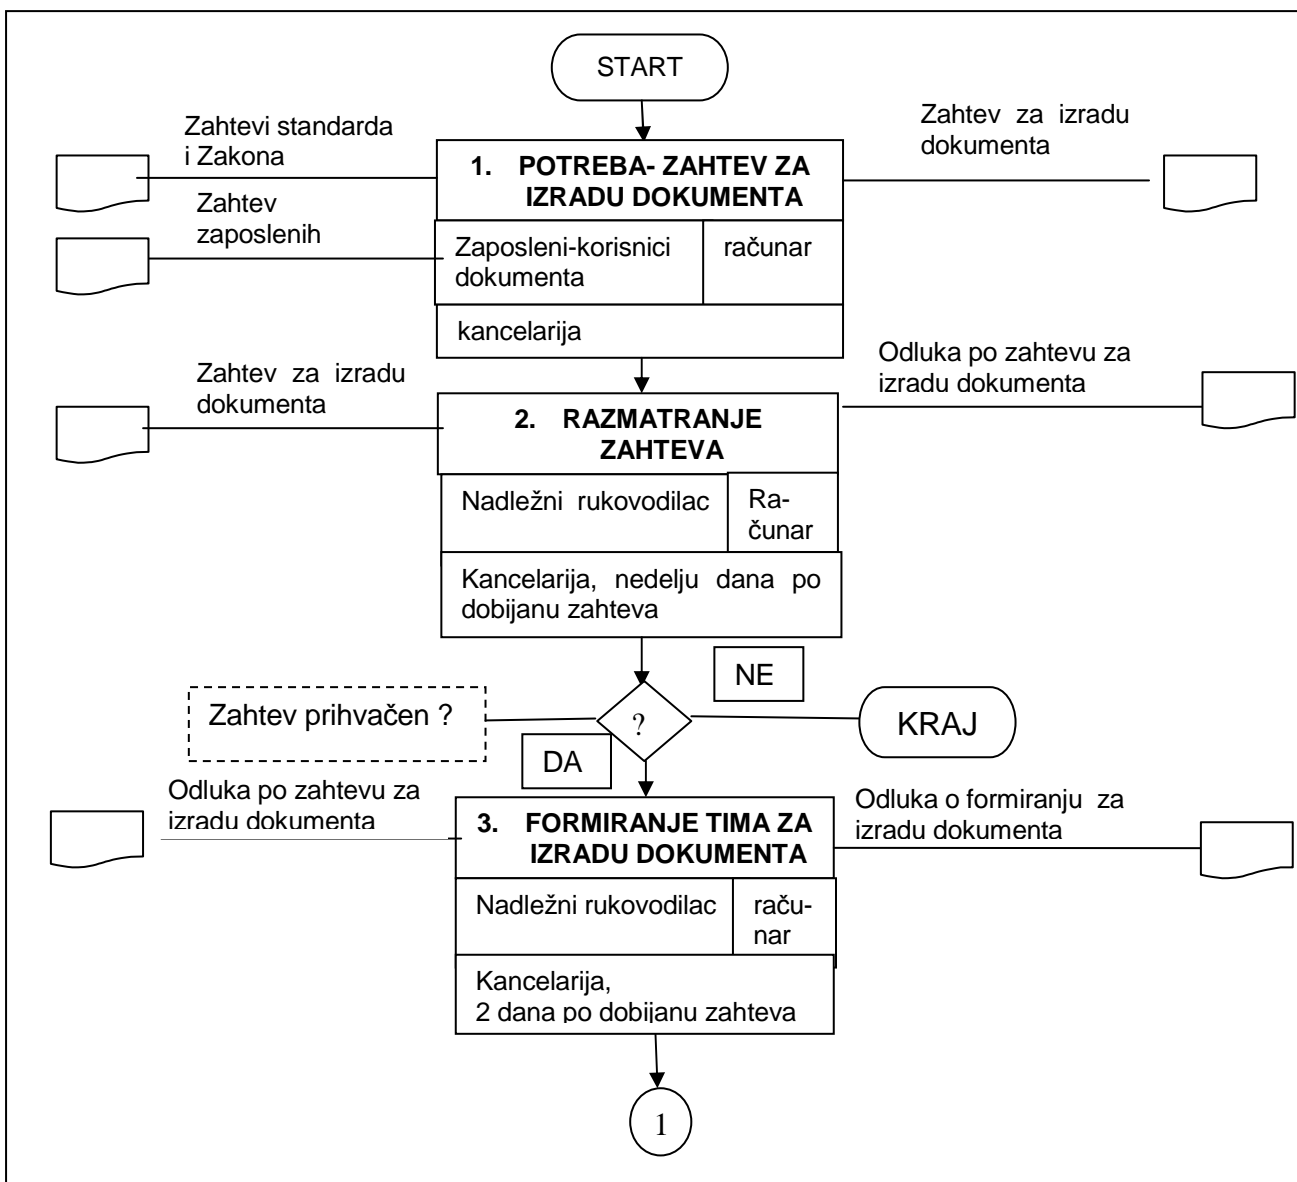 START
Zahtevi standarda
i Zakona
Zahtev za izradu
dokumenta
1. POTREBA- ZAHTEV ZA
IZRADU DOKUMENTA
Zahtev
zaposlenih
Zaposleni-korisnici
dokumenta
računar
kancelarija
Zahtev za izradu
dokumenta
Odluka po zahtevu za
izradu dokumenta
2. RAZMATRANJE
ZAHTEVA
Nadležni rukovodilac
Ra-
čunar
Kancelarija, nedelju dana po
dobijanu zahteva
NE
Zahtev prihvačen ?
?
KRAJ
DA
Odluka po zahtevu za
izradu dokumenta
Odluka o formiranju za
izradu dokumenta
3. FORMIRANJE TIMA ZA
IZRADU DOKUMENTA
Nadležni rukovodilac
raču-
nar
Kancelarija,
2 dana po dobijanu zahteva
1